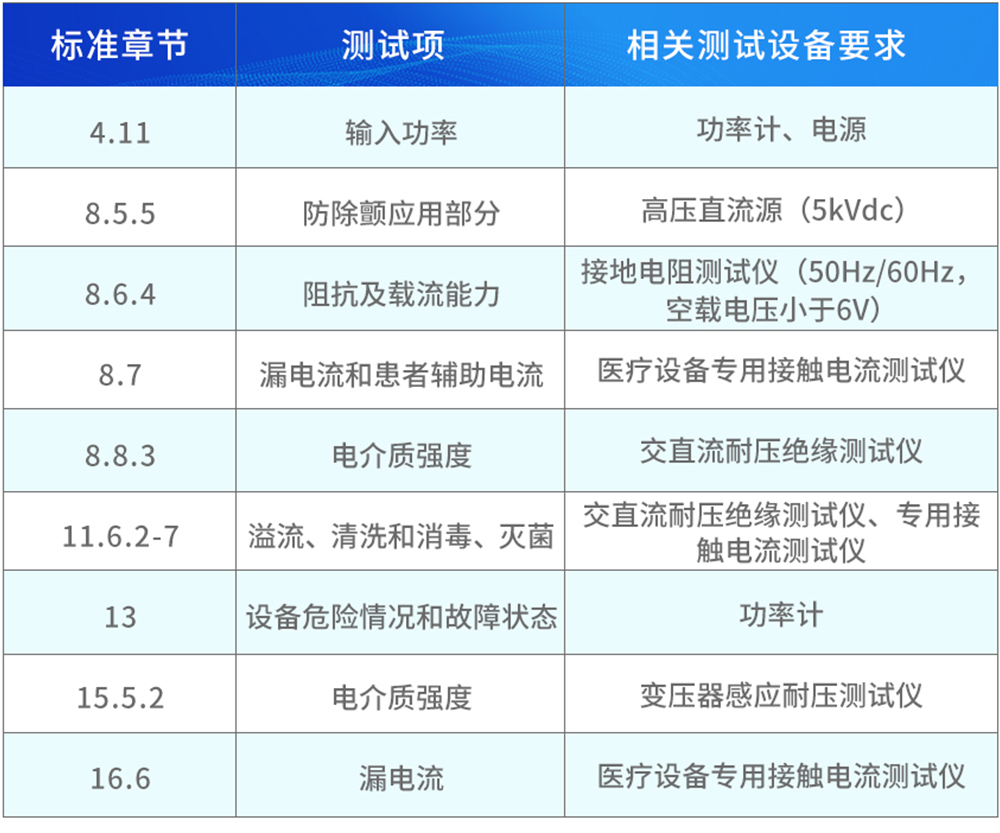 标准章节 测试项 相关测试设备要求
4.11 输入功率 功率计、电源
8.5.5 防除颤应用部分 高压直流源（5kVdc）
8.6.4 阻抗及载流能力 接地电阻测试仪（50Hz/60Hz，
空载电压小于6V）
8.7 漏电流和患者辅助电流 医疗设备专用接触电流测试仪
8.8.3 电介质强度 交直流耐压绝缘测试仪
11.6.2-7 溢流、清洗和消毒、灭菌 交直流耐压绝缘测试仪、专用接
触电流测试仪
13 设备危险情况和故障状态 功率计
15.5.2 电介质强度 变压器感应耐压测试仪
16.6 漏电流 医疗设备专用接触电流测试仪